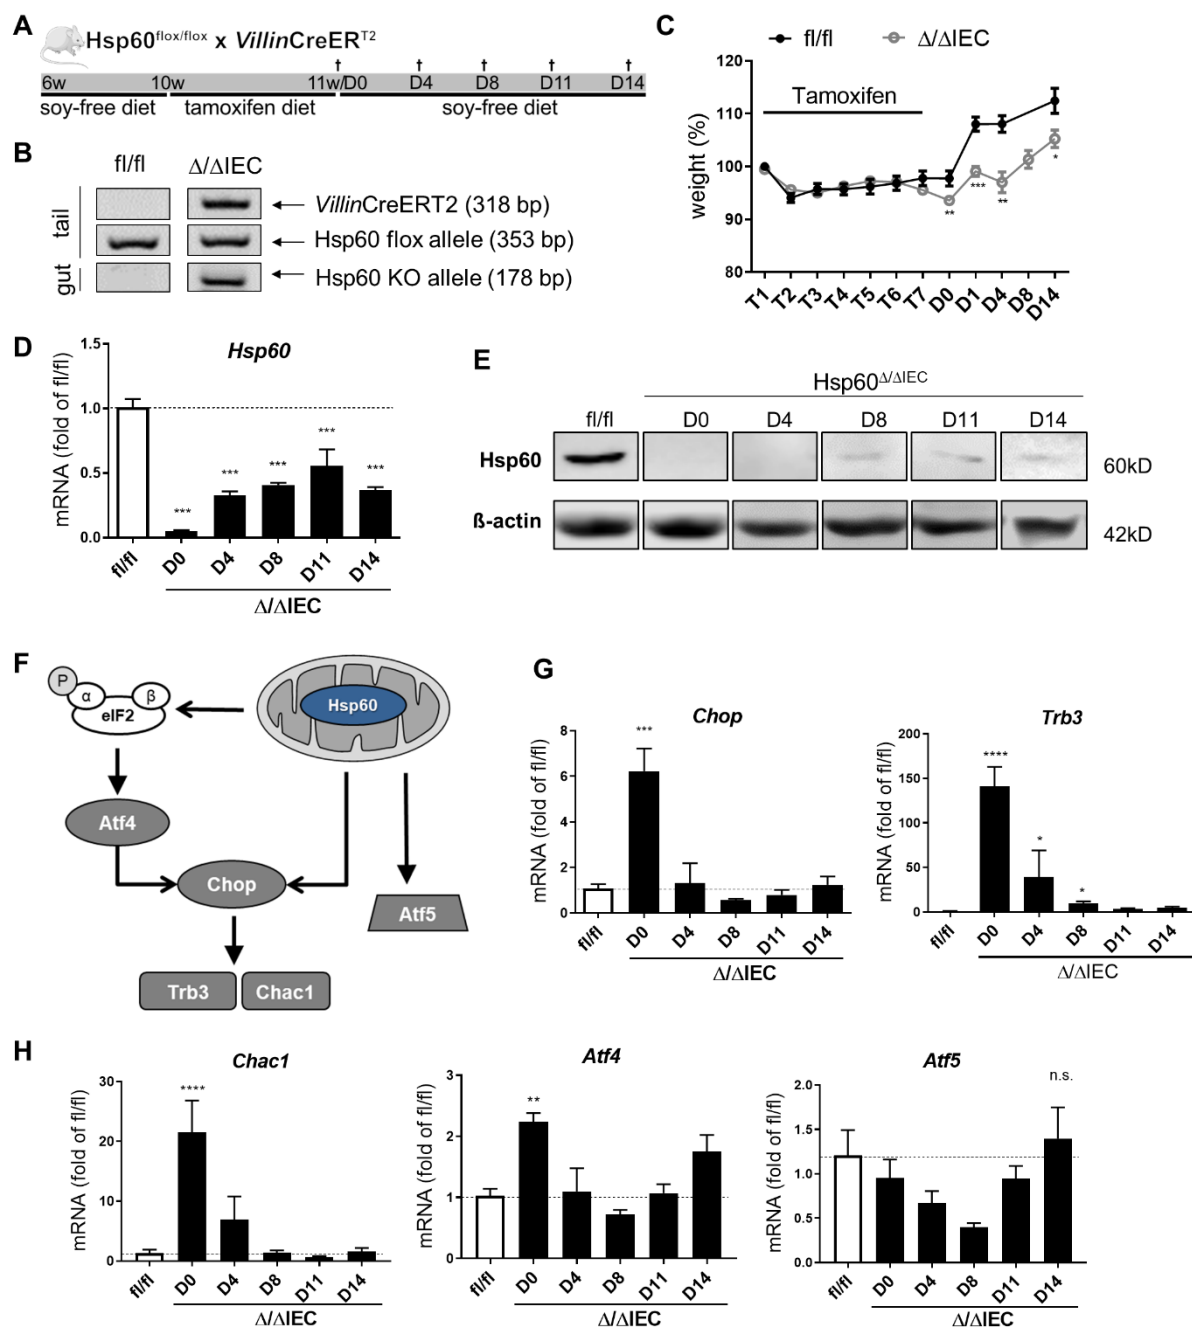 A
Hsp60flox/flox x VillinCreERT2
† † † † †
6w 10w 11w/D0 D4 D8 D11 D14
soy-free diet tamoxifen diet soy-free diet
B
fl/fl Δ/ΔIEC
tail
VillinCreERT2 (318 bp)
Hsp60 flox allele (353 bp)
gut
Hsp60 KO allele (178 bp)
C
fl/fl Δ/ΔIEC
weight (%)
120
110
100
90
80
Tamoxifen
***
**
**
*
T1 T2 T3 T4 T5 T6 T7 D0 D1 D4 D8 D14
D
Hsp60
mRNA (fold of fl/fl)
1.5
1.0
0.5
0.0
*** *** *** *** ***
fl/fl D0 D4 D8 D11 D14
Δ/ΔIEC
E
Hsp60Δ/ΔIEC
fl/fl D0 D4 D8 D11 D14
Hsp60 60kD
ß-actin 42kD
F
P
α β
eIF2
Hsp60
Atf4
Chop
Atf5
Trb3 Chac1
G
Chop
mRNA (fold of fl/fl)
8
6
4
2
0
***
fl/fl D0 D4 D8 D11 D14
Δ/ΔIEC
Trb3
mRNA (fold of fl/fl)
200
150
100
50
0
****
*
*
fl/fl D0 D4 D8 D11 D14
Δ/ΔIEC
H
Chac1
mRNA (fold of fl/fl)
30
20
10
0
****
fl/fl D0 D4 D8 D11 D14
Δ/ΔIEC
Atf4
mRNA (fold of fl/fl)
3
2
1
0
**
fl/fl D0 D4 D8 D11 D14
Δ/ΔIEC
Atf5
mRNA (fold of fl/fl)
2.0
1.5
1.0
0.5
0.0
n.s.
fl/fl D0 D4 D8 D11 D14
Δ/ΔIEC